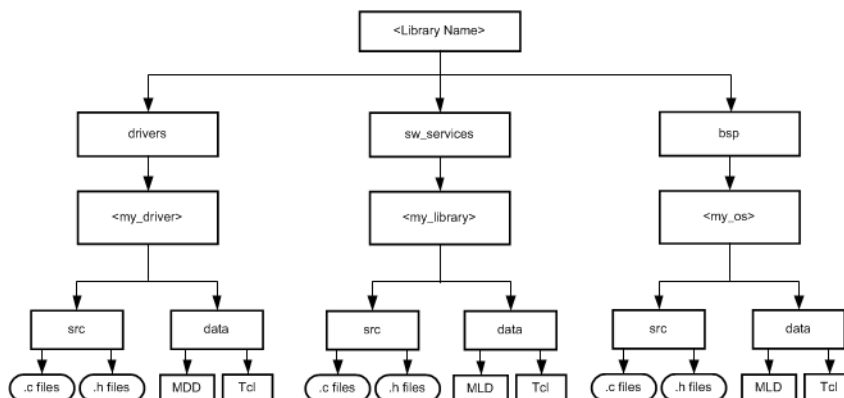 <Library Name>
drivers
sw_services
bsp
<my_driver>
<my_library>
<my_os>
src
data
src
data
src
data
.c files
.h files
MDD
Tcl
.c files
.h files
MLD
Tcl
.c files
.h files
MLD
Tcl